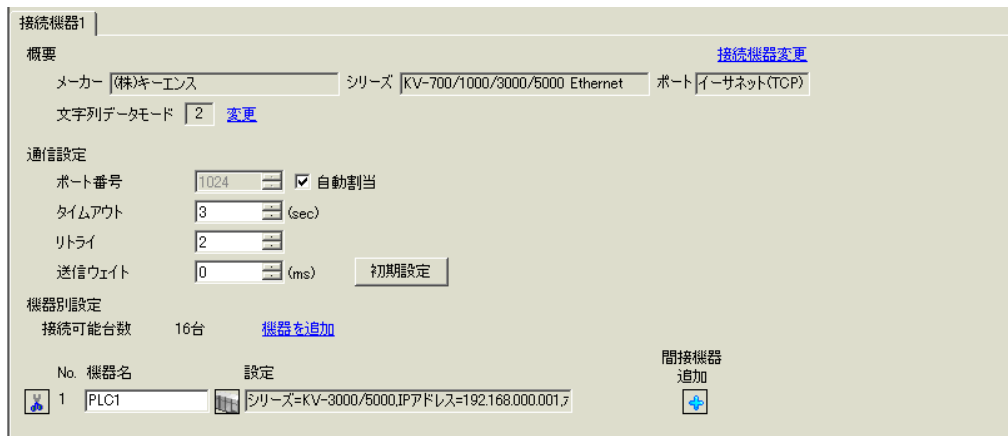 接続機器1
概要 接続機器変更
メーカー (株)キーエンス シリーズ KV-700/1000/3000/5000 Ethernet ポート イーサネット(TCP)
文字列データモード 2 変更
通信設定
ポート番号 1024 自動割当
タイムアウト 3 (sec)
リトライ 2
送信ウェイト 0 (ms) 初期設定
機器別設定
接続可能台数 16台 機器を追加
間接機器
No. 機器名 設定 追加
1 PLC1 シリーズ=KV-3000/5000,IPアドレス=192.168.000.001,